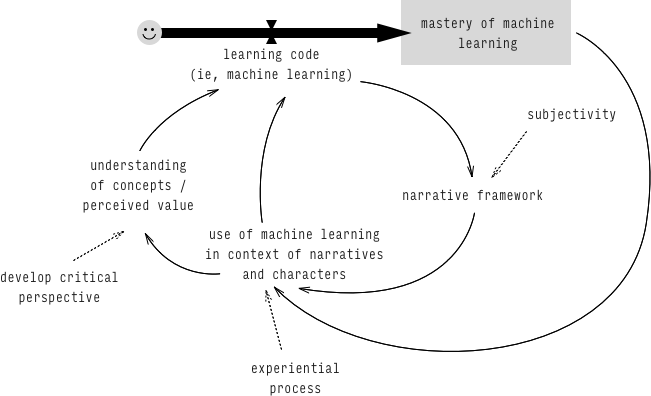 mastery of machine
learning
learning code
(ie, machine learning)
subjectivity
understanding
of concepts /
perceived value
narrative framework
use of machine learning
in context of narratives
and characters
develop critical
perspective
experiential
process